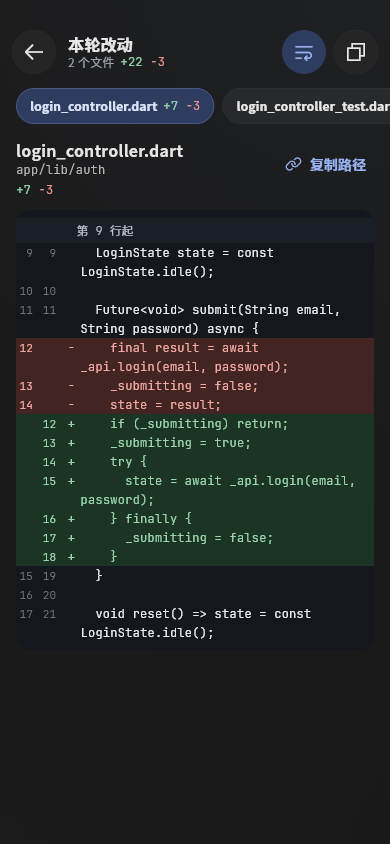 本轮改动
2 个文件 +22 -3
login_controller.dart +7 -3
login_controller_test.dar
login_controller.dart
app/lib/auth
复制路径
+7 -3
第 9 行起
9 9 LoginState state = const
LoginState.idle();
10 10
11 11 Future<void> submit(String email,
String password) async {
12 - final result = await
_api.login(email, password);
13 - _submitting = false;
14 - state = result;
12 + if (_submitting) return;
13 + _submitting = true;
14 + try {
15 + state = await _api.login(email,
password);
16 + } finally {
17 + _submitting = false;
18 + }
15 19 }
16 20
17 21 void reset() => state = const
LoginState.idle();